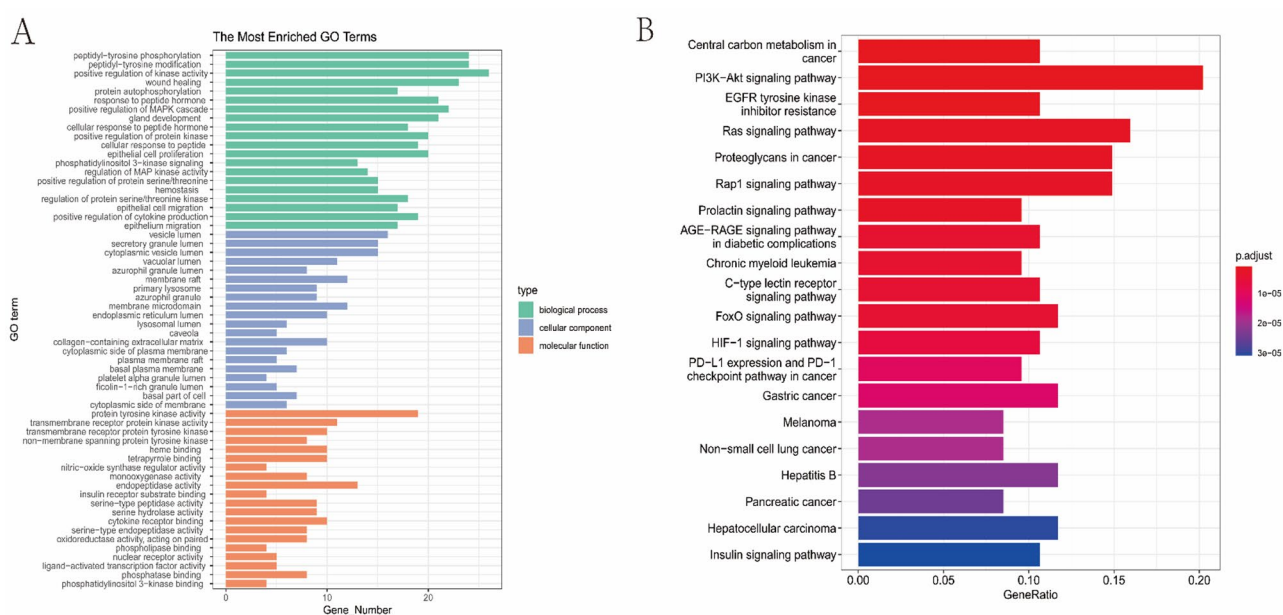 A
The Most Enriched GO Terms
peptidyl-tyrosine phosphorylation
peptidyl-tyrosine modification
positive regulation of kinase activity
wound healing
protein autophosphorylation
response to peptide hormone
positive regulation of MAPK cascade
gland development
cellular response to peptide hormone
positive regulation of protein kinase
cellular response to peptide
epithelial cell proliferation
phosphatidylinositol 3-kinase signaling
regulation of MAP kinase activity
positive regulation of protein serine/threonine
hemostasis
regulation of protein serine/threonine kinase
epithelial cell migration
positive regulation of cytokine production
epithelium migration
vesicle lumen
secretory granule lumen
cytoplasmic vesicle lumen
vacuolar lumen
azurophil granule lumen
membrane raft
primary lysosome
azurophil granule
membrane microdomain
endoplasmic reticulum lumen
lysosomal lumen
caveola
collagen-containing extracellular matrix
cytoplasmic side of plasma membrane
plasma membrane raft
basal plasma membrane
platelet alpha granule lumen
ficolin-1-rich granule lumen
basal part of cell
cytoplasmic side of membrane
protein tyrosine kinase activity
transmembrane receptor protein kinase activity
transmembrane receptor protein tyrosine kinase
non-membrane spanning protein tyrosine kinase
heme binding
tetrapyrrole binding
nitric-oxide synthase regulator activity
monooxygenase activity
endopeptidase activity
insulin receptor substrate binding
serine-type peptidase activity
serine hydrolase activity
cytokine receptor binding
serine-type endopeptidase activity
oxidoreductase activity, acting on paired
phospholipase binding
nuclear receptor activity
ligand-activated transcription factor activity
phosphatase binding
phosphatidylinositol 3-kinase binding
GO term
0 10 20
Gene_Number
type
biological process
cellular component
molecular function
B
Central carbon metabolism in
cancer
PI3K-Akt signaling pathway
EGFR tyrosine kinase
inhibitor resistance
Ras signaling pathway
Proteoglycans in cancer
Rap1 signaling pathway
Prolactin signaling pathway
AGE-RAGE signaling pathway
in diabetic complications
Chronic myeloid leukemia
C-type lectin receptor
signaling pathway
FoxO signaling pathway
HIF-1 signaling pathway
PD-L1 expression and PD-1
checkpoint pathway in cancer
Gastric cancer
Melanoma
Non-small cell lung cancer
Hepatitis B
Pancreatic cancer
Hepatocellular carcinoma
Insulin signaling pathway
0.00 0.05 0.10 0.15 0.20
GeneRatio
p.adjust
1e-05
2e-05
3e-05